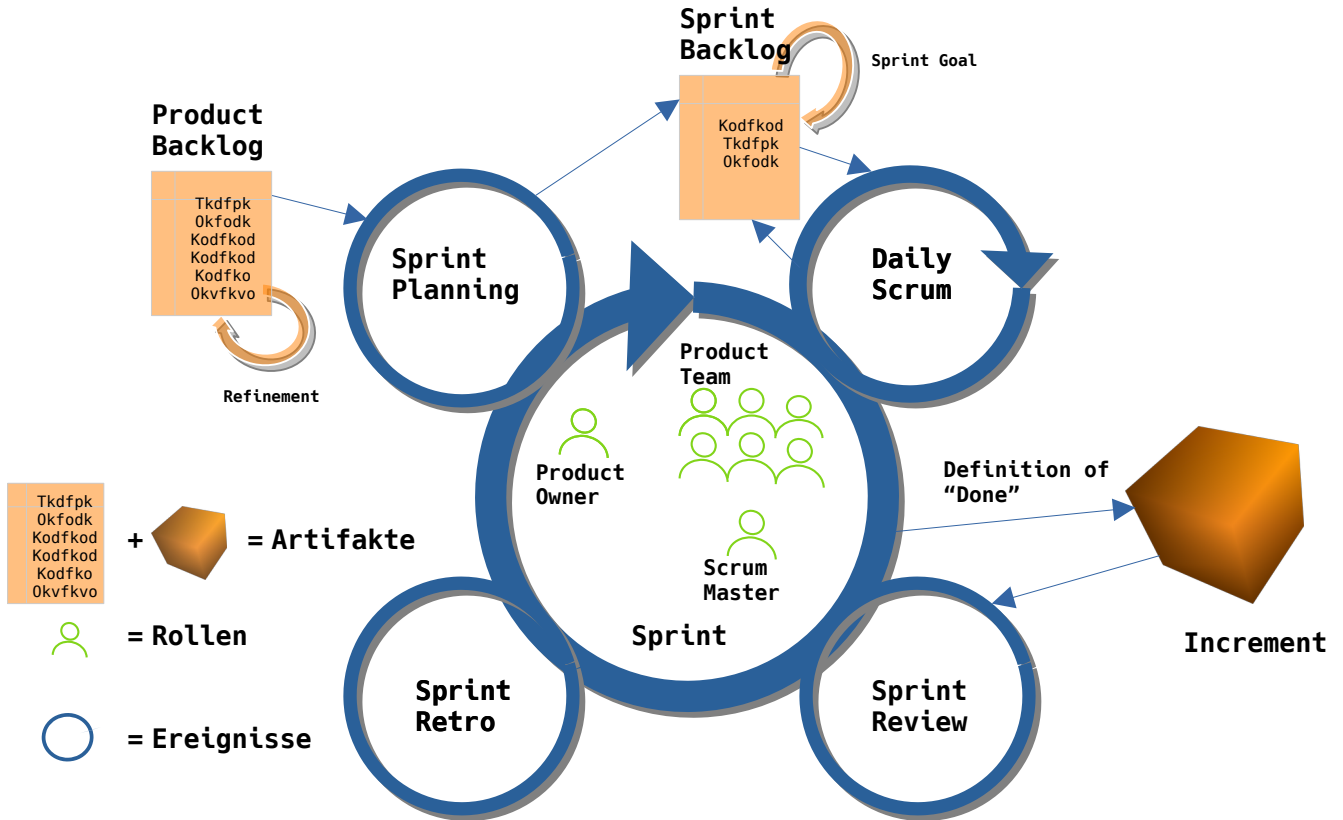 Sprint
Backlog
Sprint Goal
Product
Backlog
Kodfkod
Tkdfpk
Okfodk
Tkdfpk
Okfodk
Kodfkod
Kodfkod
Kodfko
Okvfkvo
Sprint
Planning
Daily
Scrum
Refinement
Product
Team
Product
Owner
Scrum
Master
Sprint
Definition of
“Done”
Increment
Tkdfpk
Okfodk
Kodfkod
Kodfkod
Kodfko
Okvfkvo
+ = Artifakte
= Rollen
= Ereignisse
Sprint
Retro
Sprint
Review